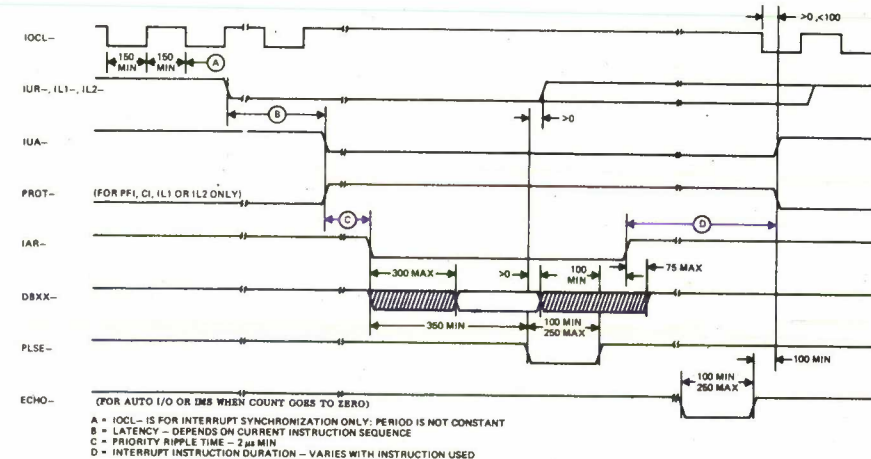 >0, <100
IOCL-
150 MIN
150 MIN
A
IUR-, IL1-, IL2-
B
>0
IUA-
PROT-
(FOR PFI, CI, IL1 OR IL2 ONLY)
C
D
IAR-
300 MAX
>0
100 MIN
75 MAX
DBXX-
350 MIN
100 MIN
250 MAX
PLSE-
100 MIN
100 MIN
250 MAX
ECHO-
(FOR AUTO I/O OR IMS WHEN COUNT GOES TO ZERO)
A = IOCL- IS FOR INTERRUPT SYNCHRONIZATION ONLY: PERIOD IS NOT CONSTANT
B = LATENCY - DEPENDS ON CURRENT INSTRUCTION SEQUENCE
C = PRIORITY RIPPLE TIME - 2 µs MIN
D = INTERRUPT INSTRUCTION DURATION - VARIES WITH INSTRUCTION USED